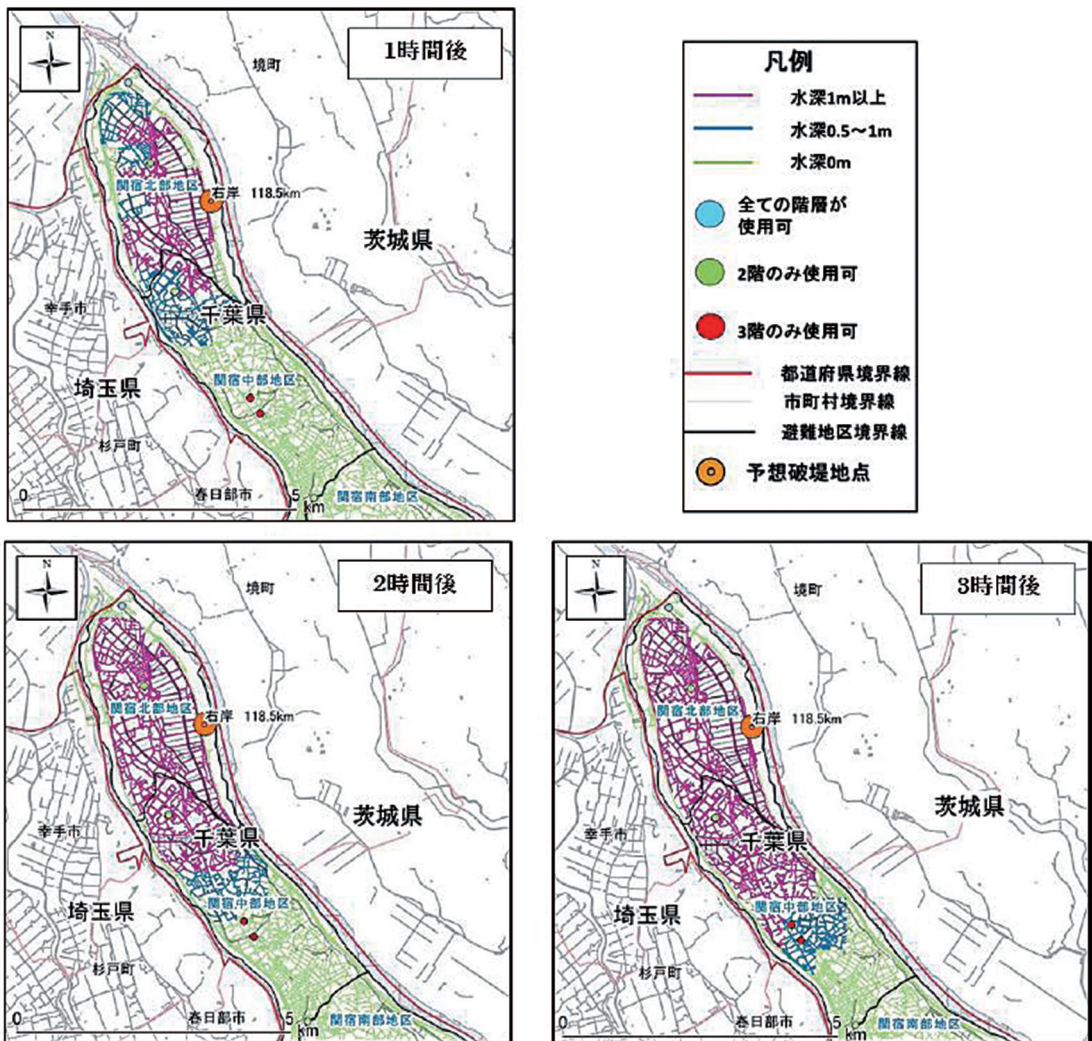 N
1時間後
境町
関宿北部地区
右岸 118.5km
茨城県
幸手市
千葉県
関宿中部地区
埼玉県
杉戸町
春日部市
関宿南部地区
0
5
km
凡例
水深1m以上
水深0.5～1m
水深0m
全ての階層が
使用可
2階のみ使用可
3階のみ使用可
都道府県境界線
市町村境界線
避難地区境界線
予想破堤地点
N
2時間後
境町
関宿北部地区
右岸 118.5km
茨城県
幸手市
千葉県
関宿中部地区
埼玉県
杉戸町
春日部市
関宿南部地区
0
5
km
N
3時間後
境町
関宿北部地区
右岸 118.5km
茨城県
幸手市
千葉県
関宿中部地区
埼玉県
杉戸町
春日部市
関宿南部地区
0
5
km